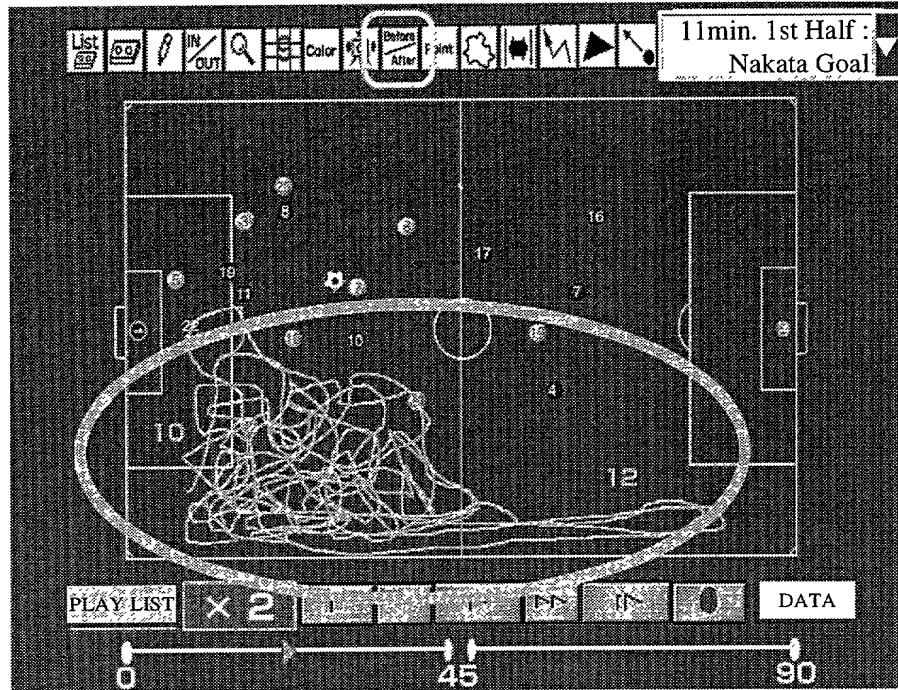 List
IN/OUT
Color
Before
After
Point
11min. 1st Half :
Nakata Goal
8
16
17
19
11
7
10
4
10
12
PLAY LIST
× 2
DATA
0
45
90